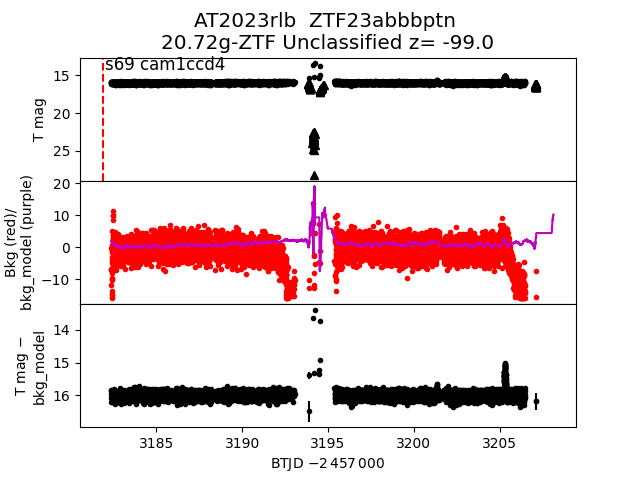 AT2023rlb  ZTF23abbbptn
20.72g-ZTF Unclassified z= -99.0
s69 cam1ccd4
T mag
15
20
25
Bkg (red)/
bkg_model (purple)
20
10
0
−10
T mag −
bkg_model
14
15
16
3185
3190
3195
3200
3205
BTJD −2 457 000